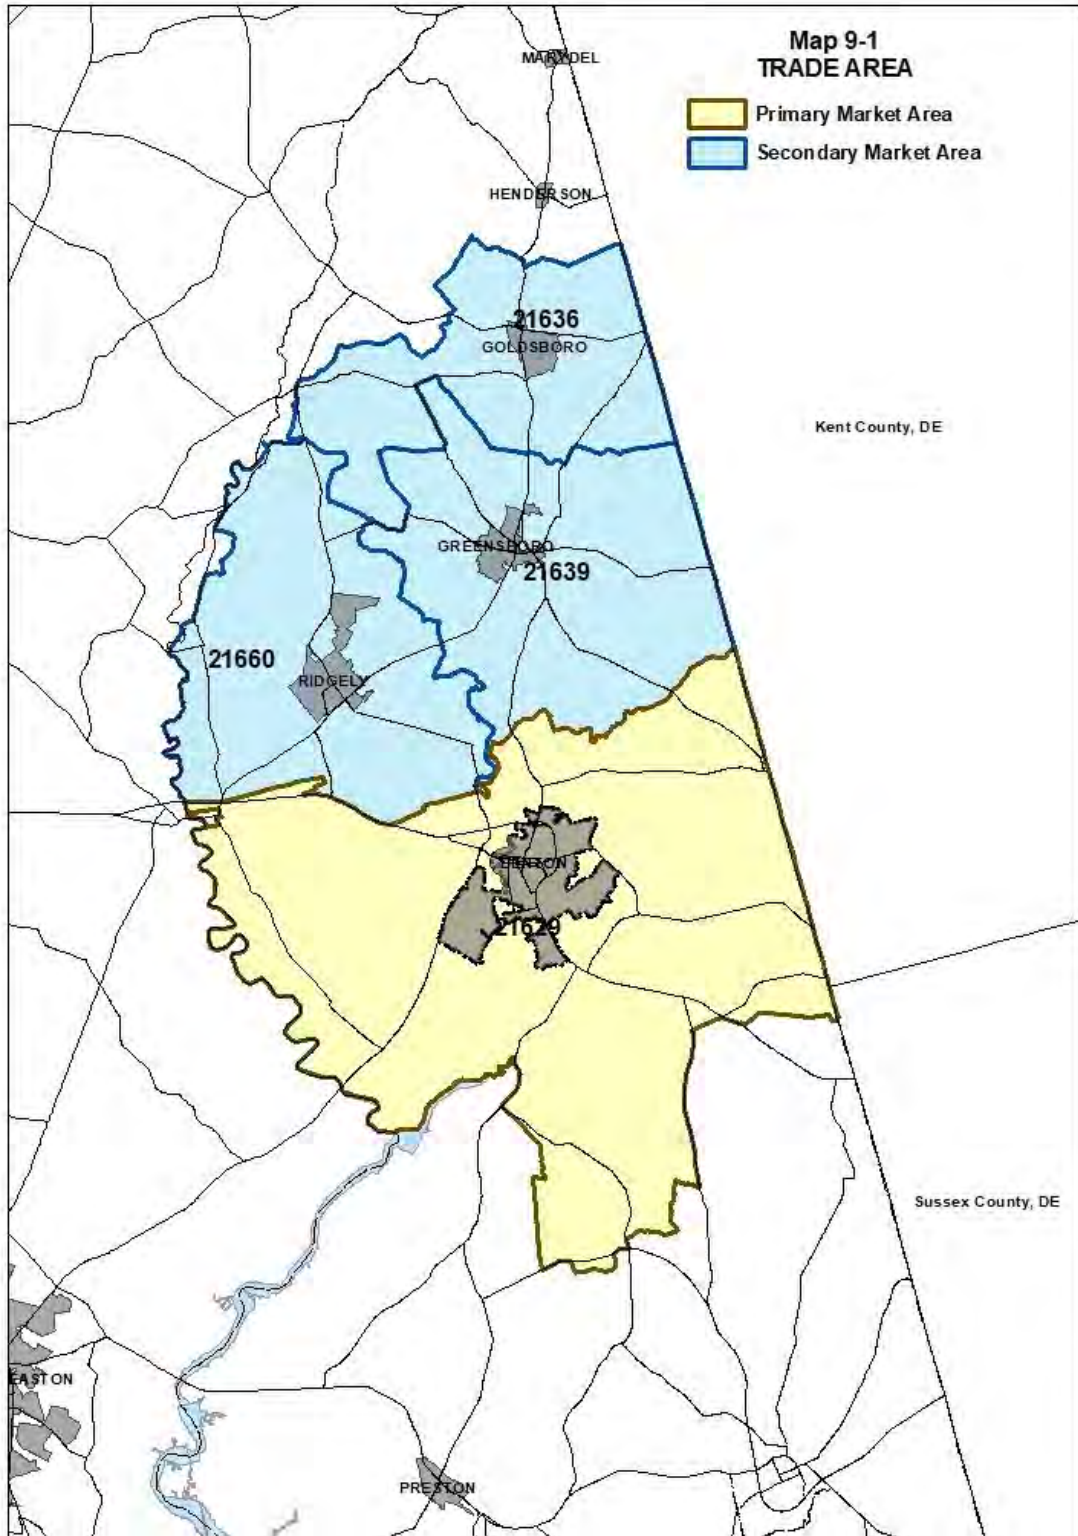 MARYDEL
Map 9-1
TRADE AREA
Primary Market Area
Secondary Market Area
HENDERSON
21636
GOLDSBORO
Kent County, DE
GREENSBORO
21639
21660
RIDGELY
DENTON
21629
Sussex County, DE
EASTON
PRESTON